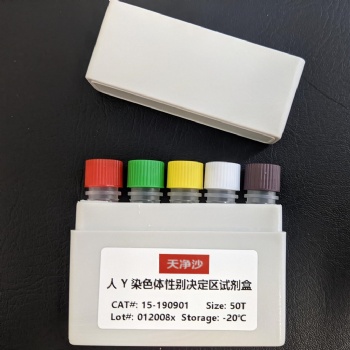 天净沙
人 Y 染色体性别决定区试剂盒
CAT#: 15-190901 Size: 50T
Lot#: 012008x Storage: -20℃